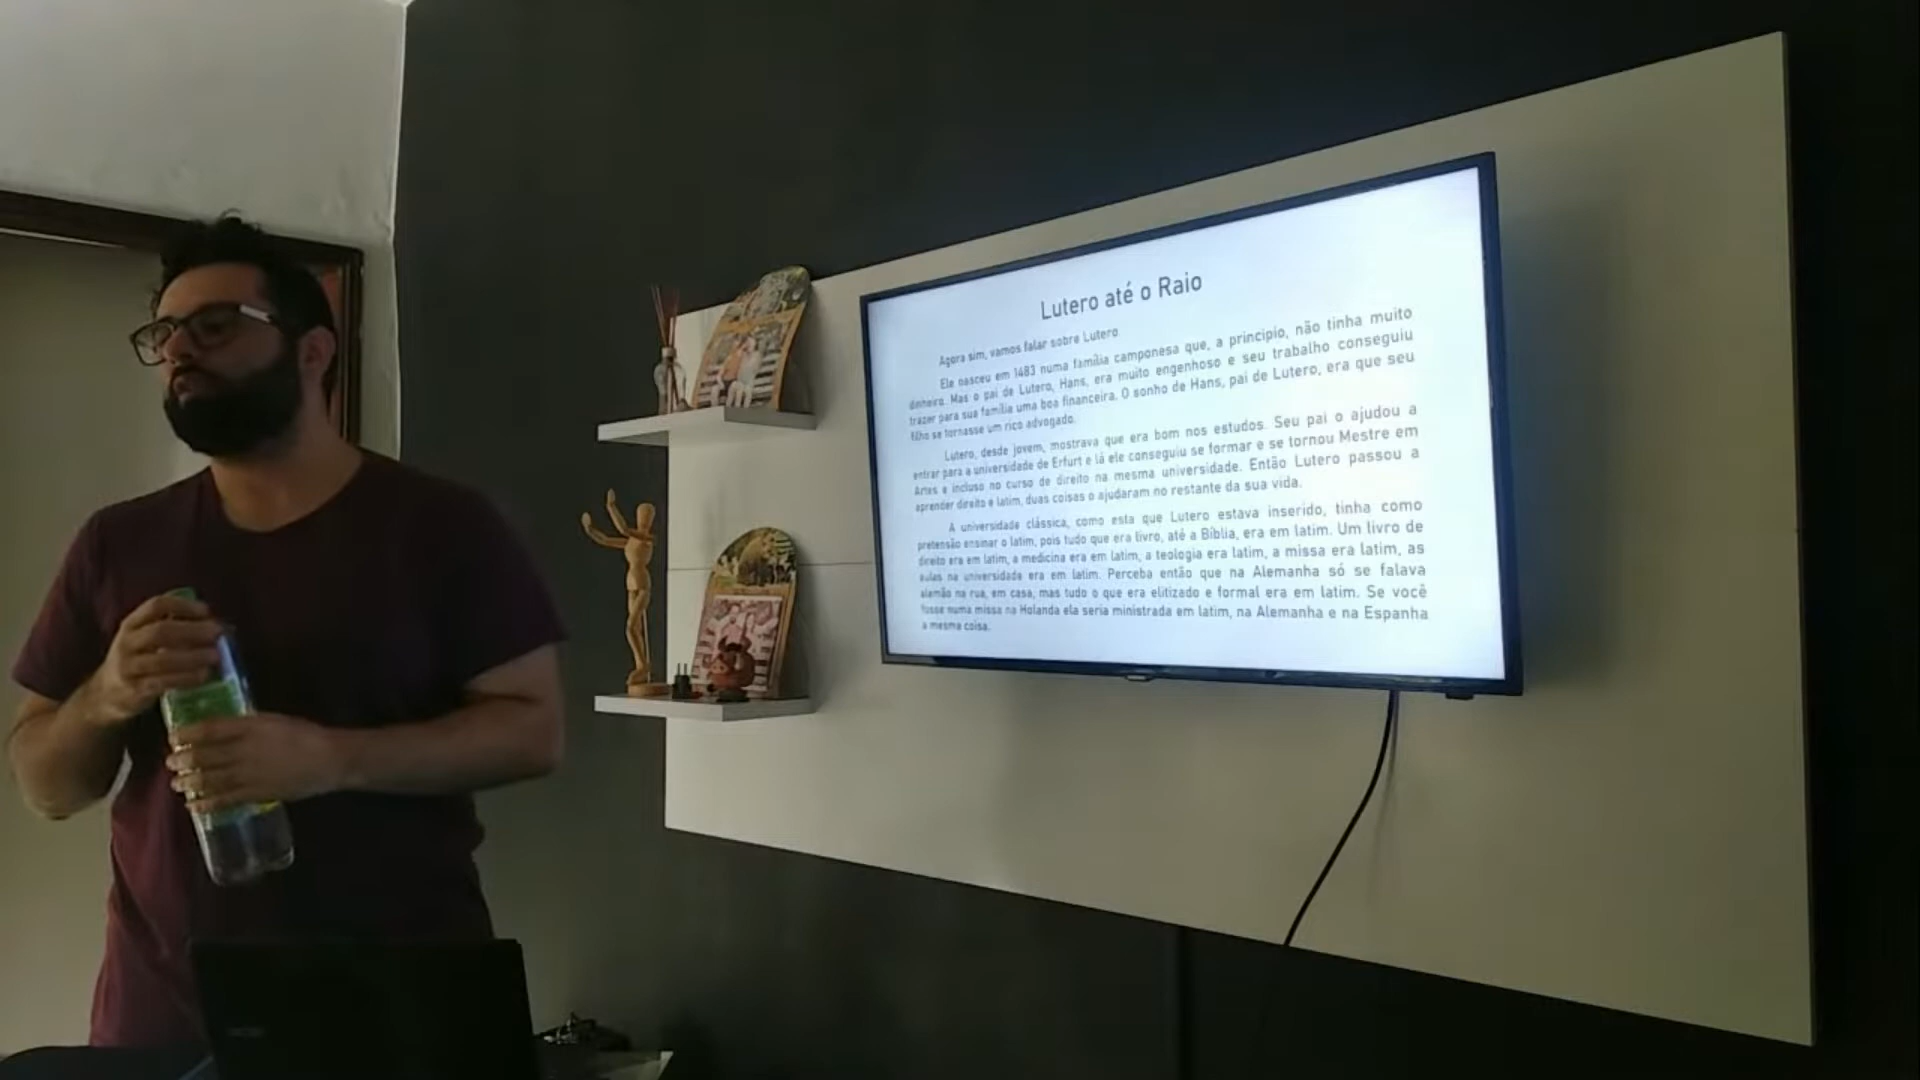 Lutero até o Raio
Agora sim, vamos falar sobre Lutero
Ele nasceu em 1483 numa família camponesa que, a principio, não tinha muito
dinheiro. Mas o pai de Lutero, Hans, era muito engenhoso e seu trabalho conseguiu
trazer para sua família uma boa financeira. O sonho de Hans, pai de Lutero, era que seu
filho se tornasse um rico advogado.
Lutero, desde jovem, mostrava que era bom nos estudos. Seu pai o ajudou a
entrar para a universidade de Erfurt e lá ele conseguiu se formar e se tornou Mestre em
Artes e incluso no curso de direito na mesma universidade. Então Lutero passou a
aprender direito e latim, duas coisas o ajudaram no restante da sua vida.
A universidade clássica, como esta que Lutero estava inserido, tinha como
pretensão ensinar o latim, pois tudo que era livro, até a Bíblia, era em latim. Um livro de
direito era em latim, a medicina era em latim, a teologia era latim, a missa era latim, as
aulas na universidade era em latim. Perceba então que na Alemanha só se falava
alemão na rua, em casa, mas tudo o que era elitizado e formal era em latim. Se você
fosse numa missa na Holanda ela seria ministrada em latim, na Alemanha e na Espanha
a mesma coisa.